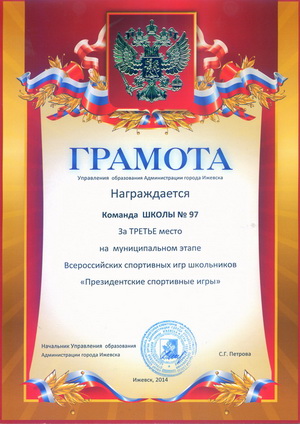 ГРАМОТА
Управления образования Администрации города Ижевска
Награждается
Команда ШКОЛЫ № 97
За ТРЕТЬЕ место
на муниципальном этапе
Всероссийских спортивных игр школьников
«Президентские спортивные игры»
Начальник Управления образования
Администрации города Ижевска
С.Г. Петрова
Ижевск, 2014